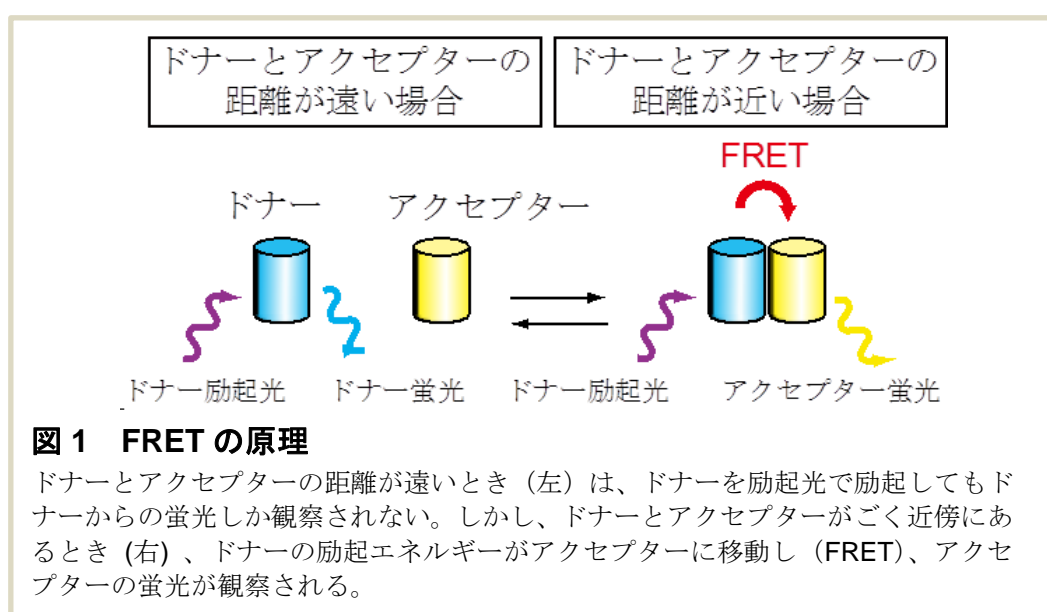 ドナーとアクセプターの
距離が遠い場合
ドナーとアクセプターの
距離が近い場合
FRET
ドナー
アクセプター
ドナー励起光
ドナー蛍光
ドナー励起光
アクセプター蛍光
図 1 FRET の原理
ドナーとアクセプターの距離が遠いとき（左）は、ドナーを励起光で励起してもド
ナーからの蛍光しか観察されない。しかし、ドナーとアクセプターがごく近傍にあ
るとき (右) 、ドナーの励起エネルギーがアクセプターに移動し（FRET）、アクセ
プターの蛍光が観察される。